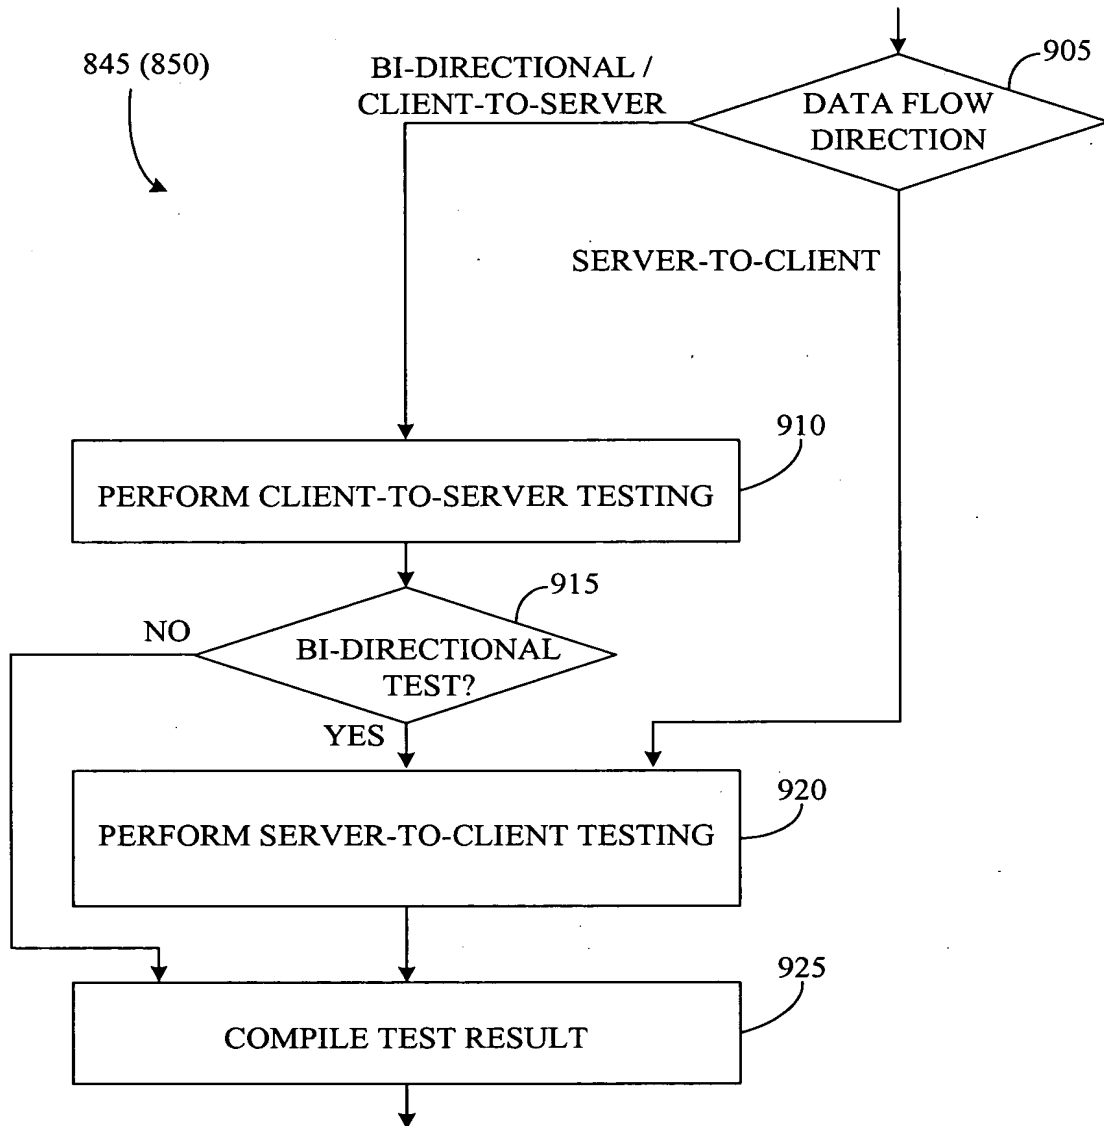 845 (850)
BI-DIRECTIONAL /
CLIENT-TO-SERVER
905
DATA FLOW
DIRECTION
SERVER-TO-CLIENT
910
PERFORM CLIENT-TO-SERVER TESTING
915
NO
BI-DIRECTIONAL
TEST?
YES
920
PERFORM SERVER-TO-CLIENT TESTING
925
COMPILE TEST RESULT